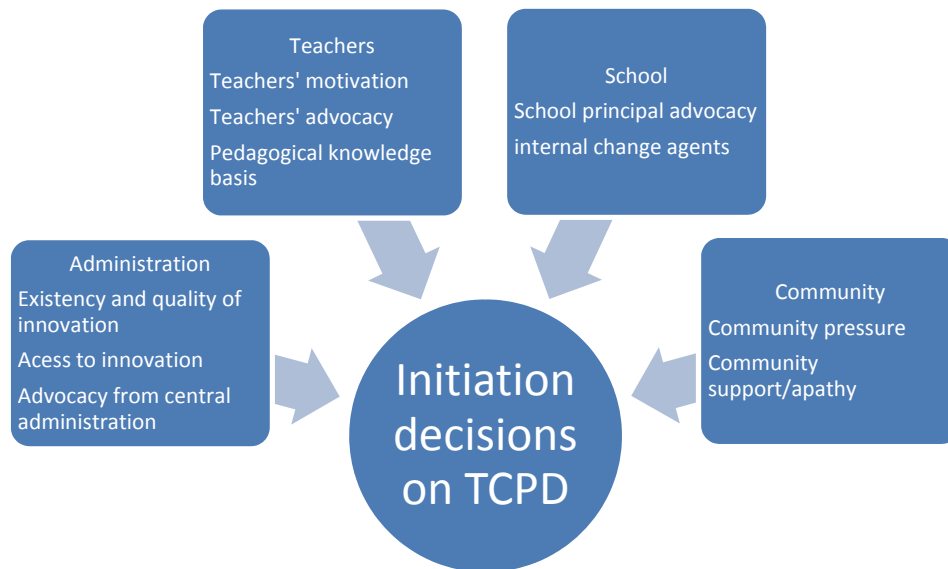 Teachers
Teachers' motivation
Teachers' advocacy
Pedagogical knowledge
basis
School
School principal advocacy
internal change agents
Administration
Existency and quality of
innovation
Acess to innovation
Advocacy from central
administration
Community
Community pressure
Community
support/apathy
Initiation
decisions
on TCPD